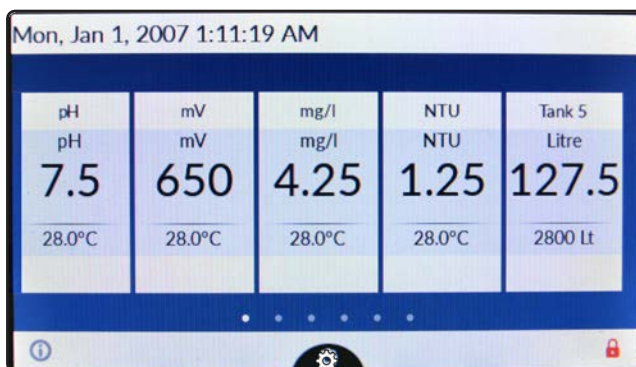 Mon, Jan 1, 2007 1:11:19 AM
pH mV mg/l NTU Tank 5
pH mV mg/l NTU Litre
7.5 650 4.25 1.25 127.5
28.0°C 28.0°C 28.0°C 28.0°C 2800 Lt